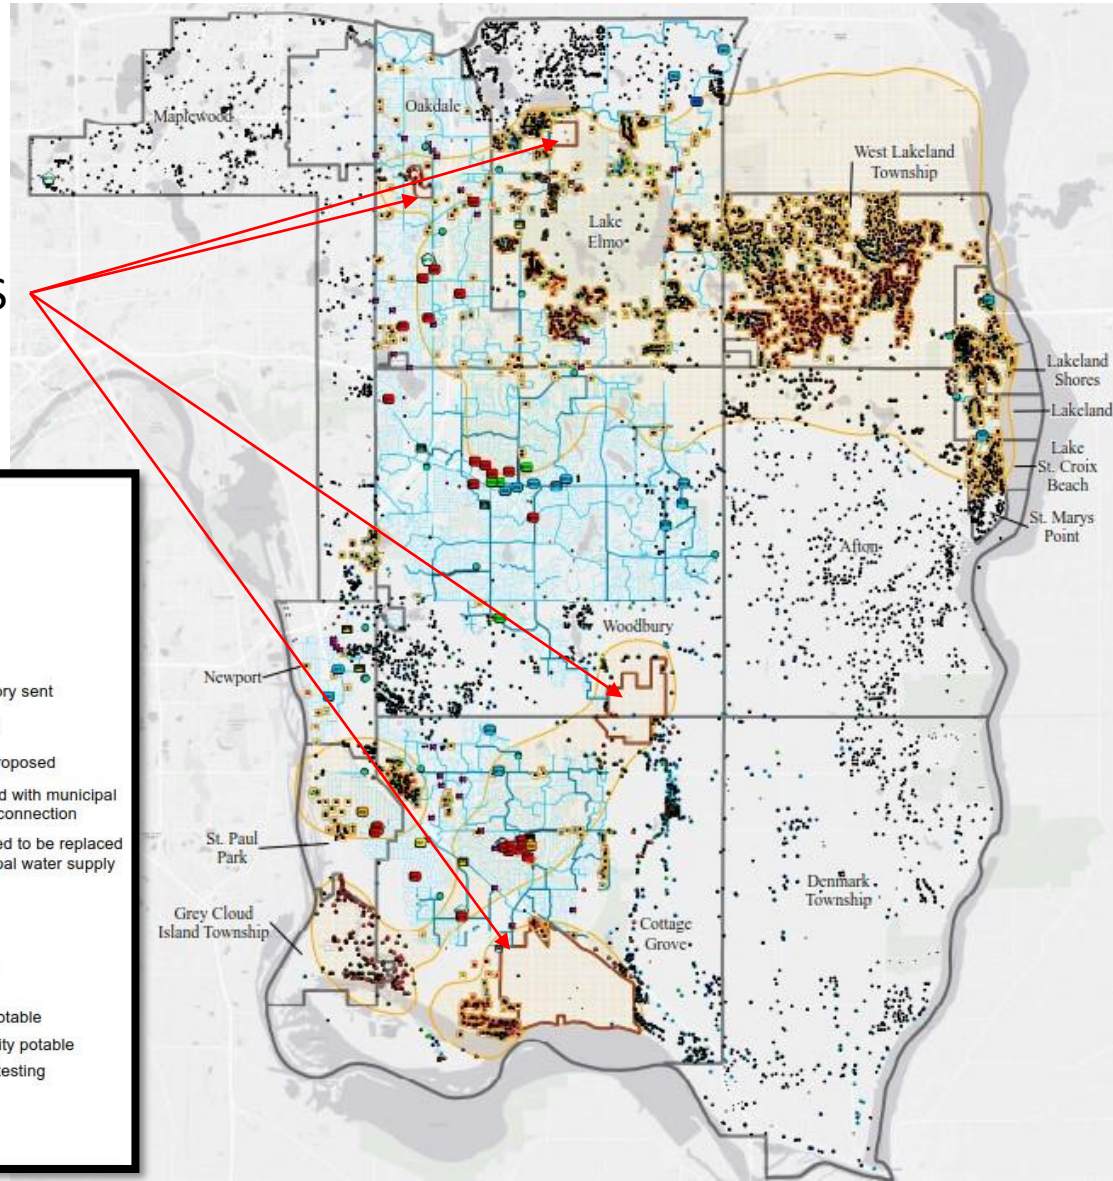 Maplewood
Oakdale
West Lakeland
Township
Lake
Elmo
S
Lakeland
Shores
Lakeland
Lake
St. Croix
Beach
St. Marys
Point
Afton
Woodbury
Newport
ory sent
roposed
d with municipal
connection
ed to be replaced
pal water supply
St. Paul
Park
Denmark
Township
Grey Cloud
Island Township
Cottage
Grove
otable
ity potable
testing